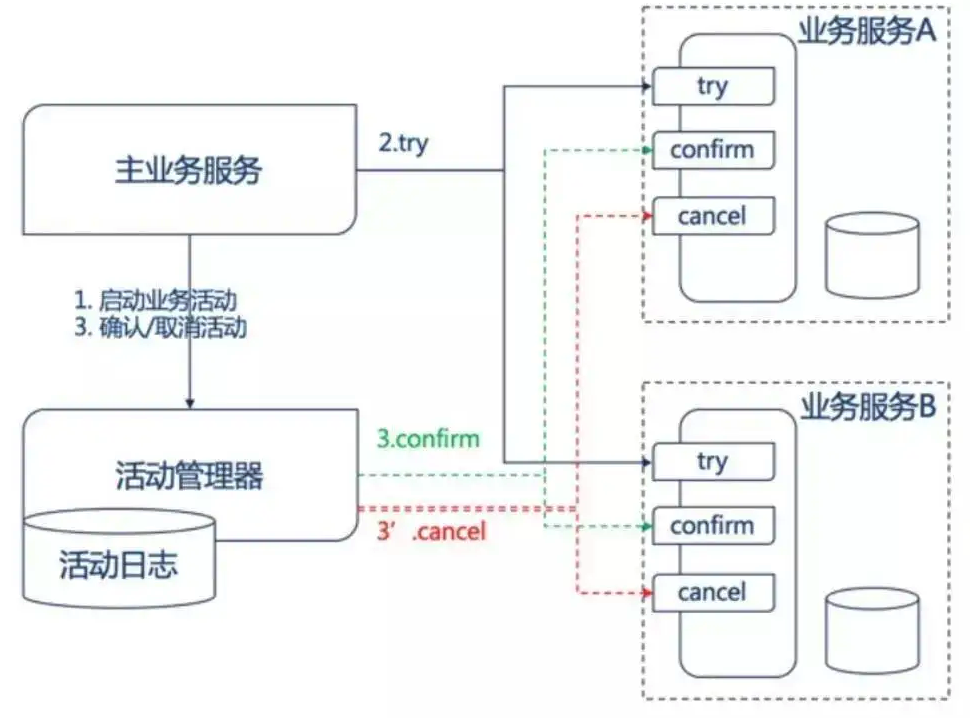 业务服务A
try
2.try
confirm
主业务服务
cancel
1. 启动业务活动
3. 确认/取消活动
业务服务B
3.confirm
try
活动管理器
confirm
3’.cancel
活动日志
cancel